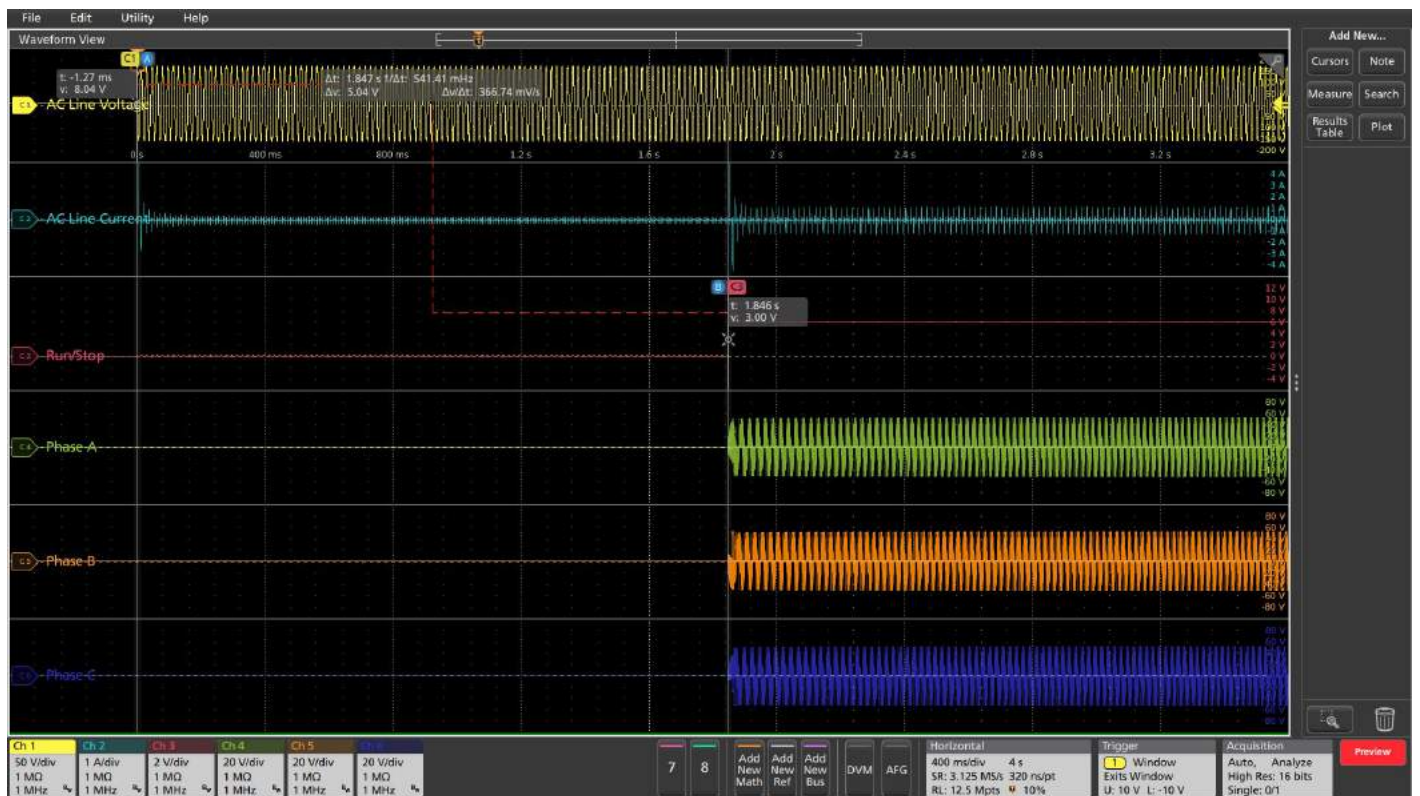 File Edit Utility Help
Waveform View
Add New...
Cursors Note
Measure Search
Results Table Plot
C1 A
t: -1.27 ms
v: 8.04 V
Δt: 1.847 s 1/Δt: 541.41 mHz
Δv: 5.04 V Δv/Δt: 366.74 mV/s
C1 AC Line Voltage
-200 V
0 s 400 ms 800 ms 1.2 s 1.6 s 2 s 2.4 s 2.8 s 3.2 s
4 A
3 A
2 A
C2 AC Line Current
-2 A
-3 A
-4 A
B C3
t: 1.846 s
v: 3.00 V
12 V
10 V
8 V
6 V
4 V
2 V
C3 Run/Stop
0 V
-2 V
-4 V
80 V
60 V
C4 Phase A
-60 V
-80 V
80 V
60 V
C5 Phase B
-60 V
-80 V
80 V
Phase C
Ch 1
50 V/div
1 MΩ
1 MHz
Ch 2
1 A/div
1 MΩ
1 MHz
Ch 3
2 V/div
1 MΩ
1 MHz
Ch 4
20 V/div
1 MΩ
1 MHz
Ch 5
20 V/div
1 MΩ
1 MHz
20 V/div
1 MΩ
1 MHz
7 8
Add New Math
Add New Ref
Add New Bus
DVM AFG
Horizontal
400 ms/div 4 s
SR: 3.125 MS/s 320 ns/pt
RL: 12.5 Mpts 10%
Trigger
1 Window
Exits Window
U: 10 V L: -10 V
Acquisition
Auto, Analyze
High Res: 16 bits
Single: 0/1
Preview